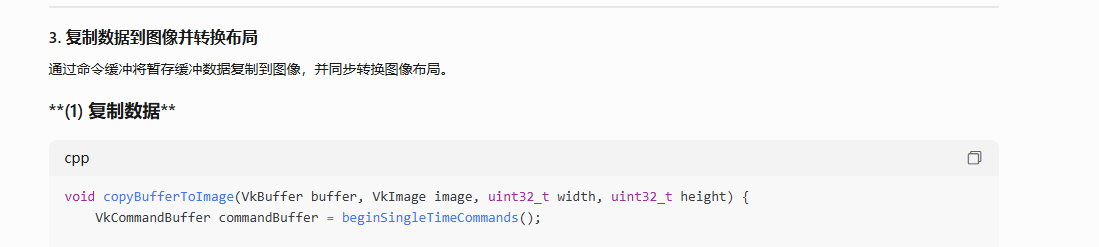 3. 复制数据到图像并转换布局
通过命令缓冲将暂存缓冲数据复制到图像，并同步转换图像布局。
**(1) 复制数据**
cpp
void copyBufferToImage(VkBuffer buffer, VkImage image, uint32_t width, uint32_t height) {
    VkCommandBuffer commandBuffer = beginSingleTimeCommands();